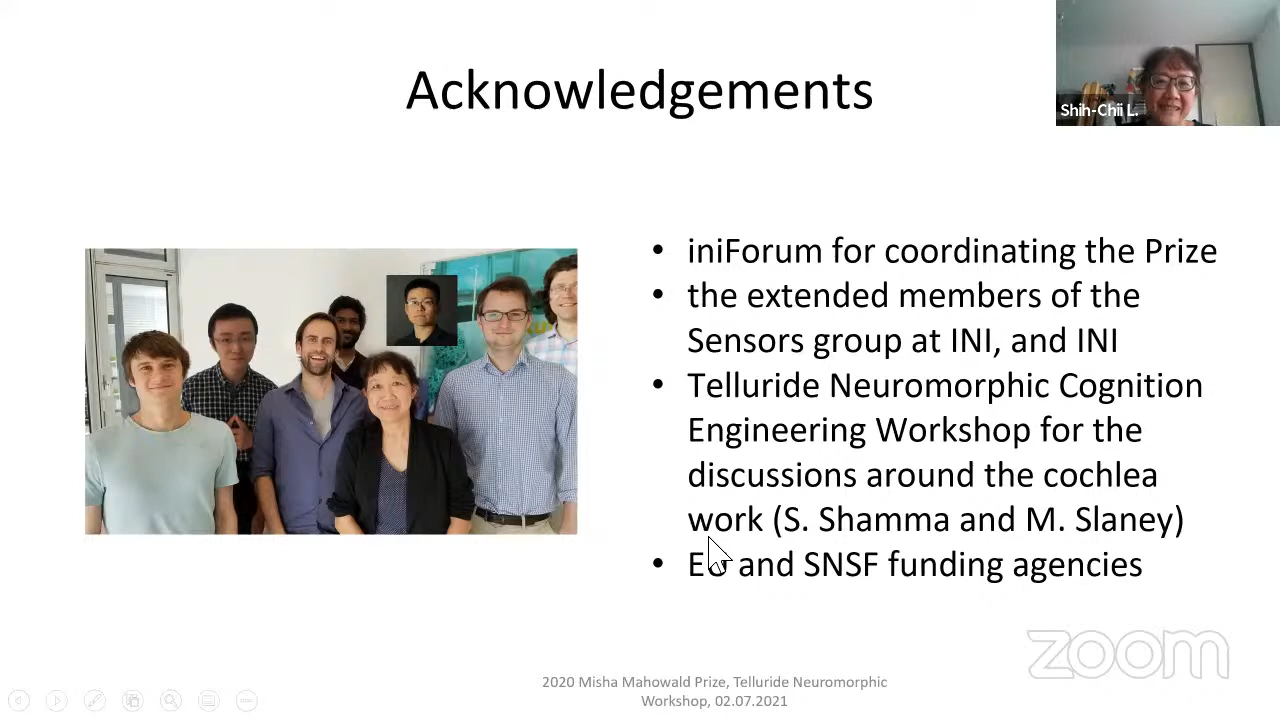 Acknowledgements
Shih-Chii L.
• iniForum for coordinating the Prize
• the extended members of the
Sensors group at INI, and INI
• Telluride Neuromorphic Cognition
Engineering Workshop for the
discussions around the cochlea
work (S. Shamma and M. Slaney)
• and SNSF funding agencies
zoom
2020 Misha Mahowald Prize, Telluride Neuromorphic
Workshop, 02.07.2021